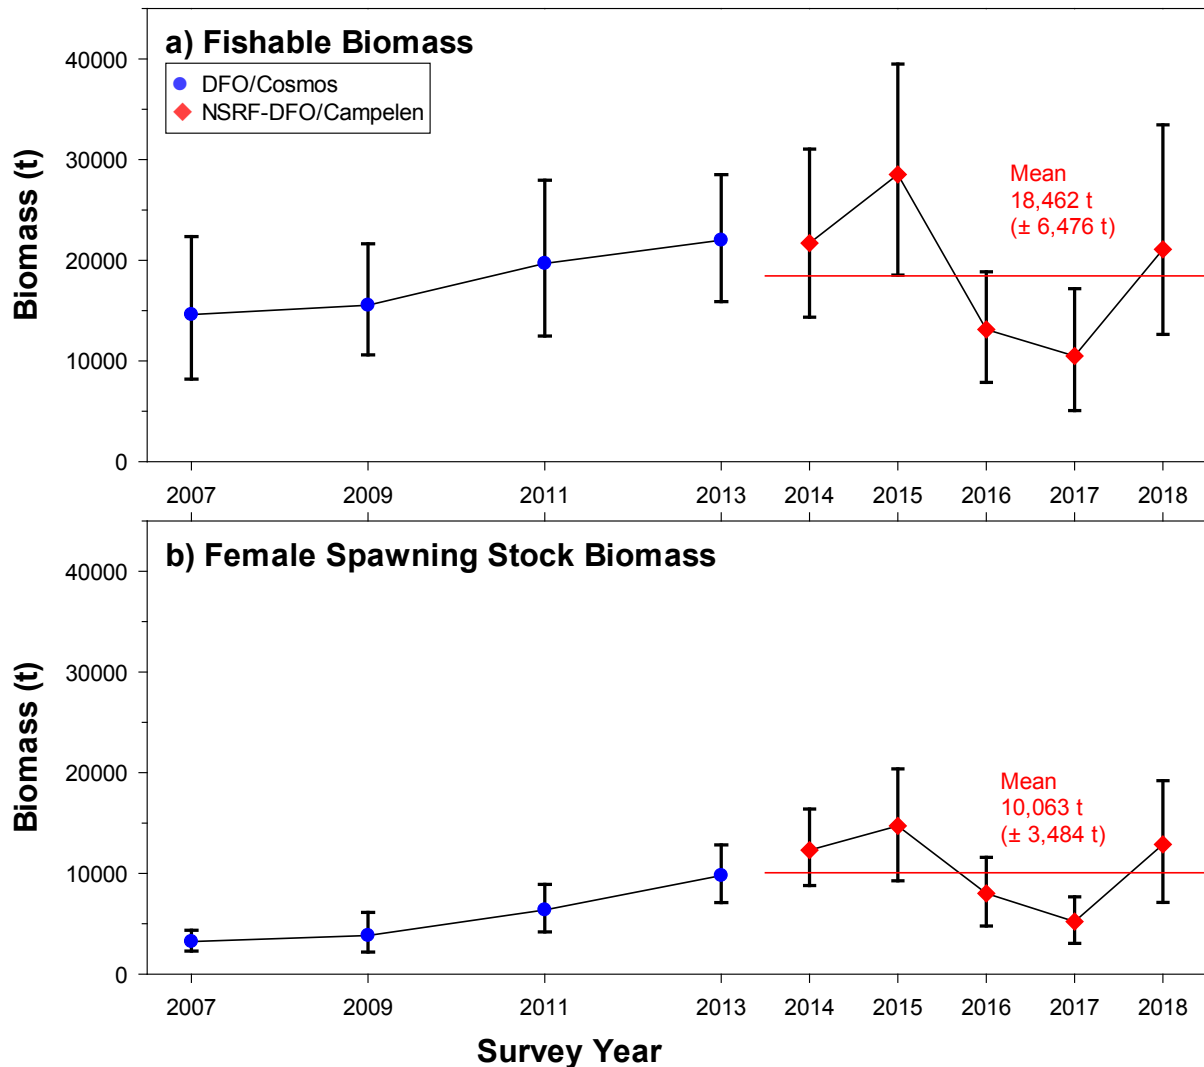 a) Fishable Biomass
DFO/Cosmos
NSRF-DFO/Campelen
Biomass (t)
40000
30000
20000
10000
0
Mean
18,462 t
(± 6,476 t)
2007 2009 2011 2013 2014 2015 2016 2017 2018
b) Female Spawning Stock Biomass
Biomass (t)
40000
30000
20000
10000
0
Mean
10,063 t
(± 3,484 t)
2007 2009 2011 2013 2014 2015 2016 2017 2018
Survey Year